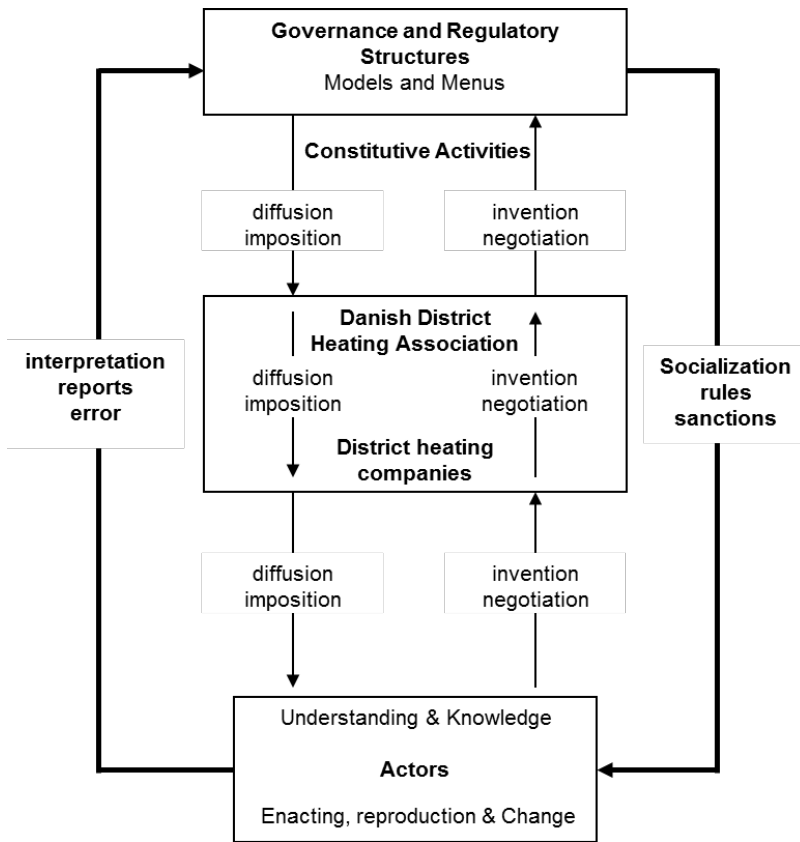 Governance and Regulatory
Structures
Models and Menus
Constitutive Activities
diffusion
imposition
invention
negotiation
Danish District
Heating Association
diffusion
imposition
invention
negotiation
District heating
companies
interpretation
reports
error
Socialization
rules
sanctions
diffusion
imposition
invention
negotiation
Understanding & Knowledge
Actors
Enacting, reproduction & Change